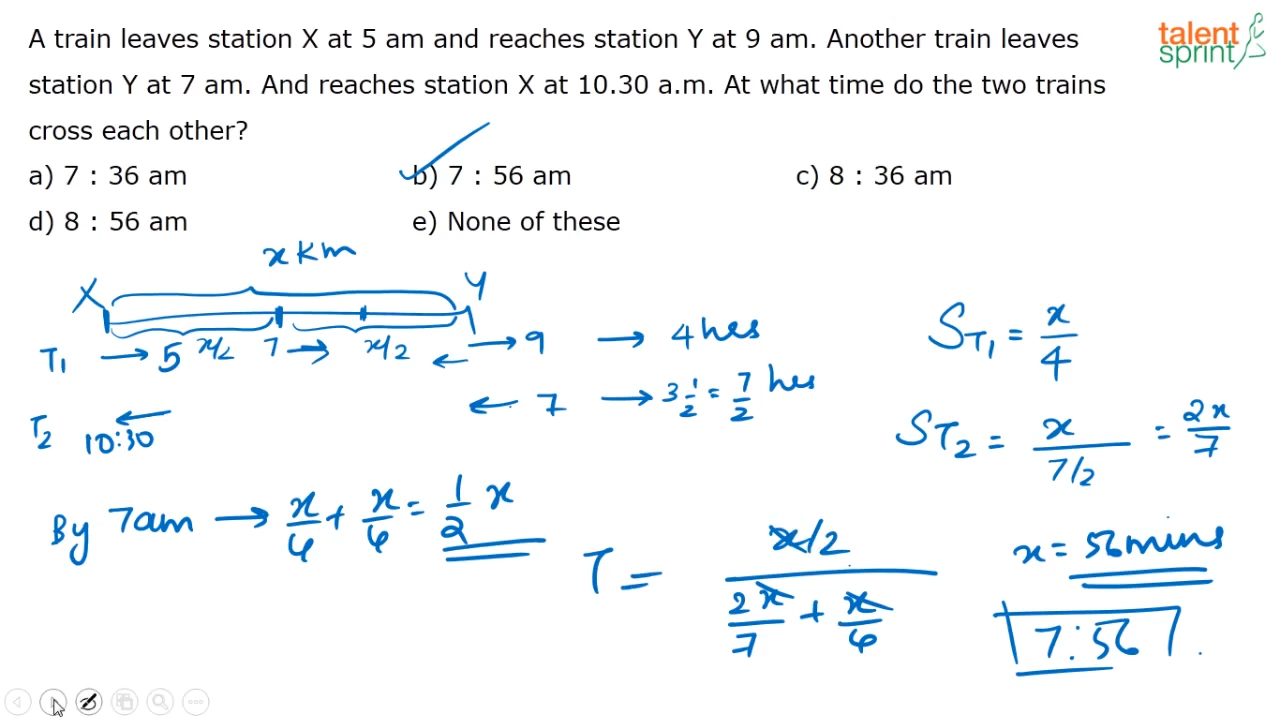 A train leaves station X at 5 am and reaches station Y at 9 am. Another train leaves
talent
sprint
station Y at 7 am. And reaches station X at 10.30 a.m. At what time do the two trains
cross each other?
a) 7 : 36 am b) 7 : 56 am c) 8 : 36 am
d) 8 : 56 am e) None of these
x km
X Y
T1 → 5 x/2 7 → x/2 ← → 9 → 4 hrs
ST1 = x/4
← 7 → 3 1/2 = 7/2 hrs
T2 10:30 ←
ST2 = x/7/2 = 2x/7
By 7am → x/4 + x/4 = 1/2 x
T = x/2 / 2x/7 + x/4
x = 56 mins
7:56